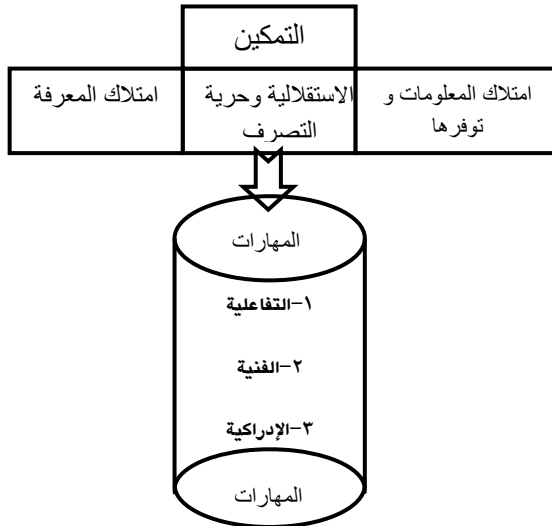 التمكين
امتلاك المعلومات و
توفرها
الاستقلالية وحرية
التصرف
امتلاك المعرفة
المهارات
١-التفاعلية
٢-الفنية
٣-الإدراكية
المهارات